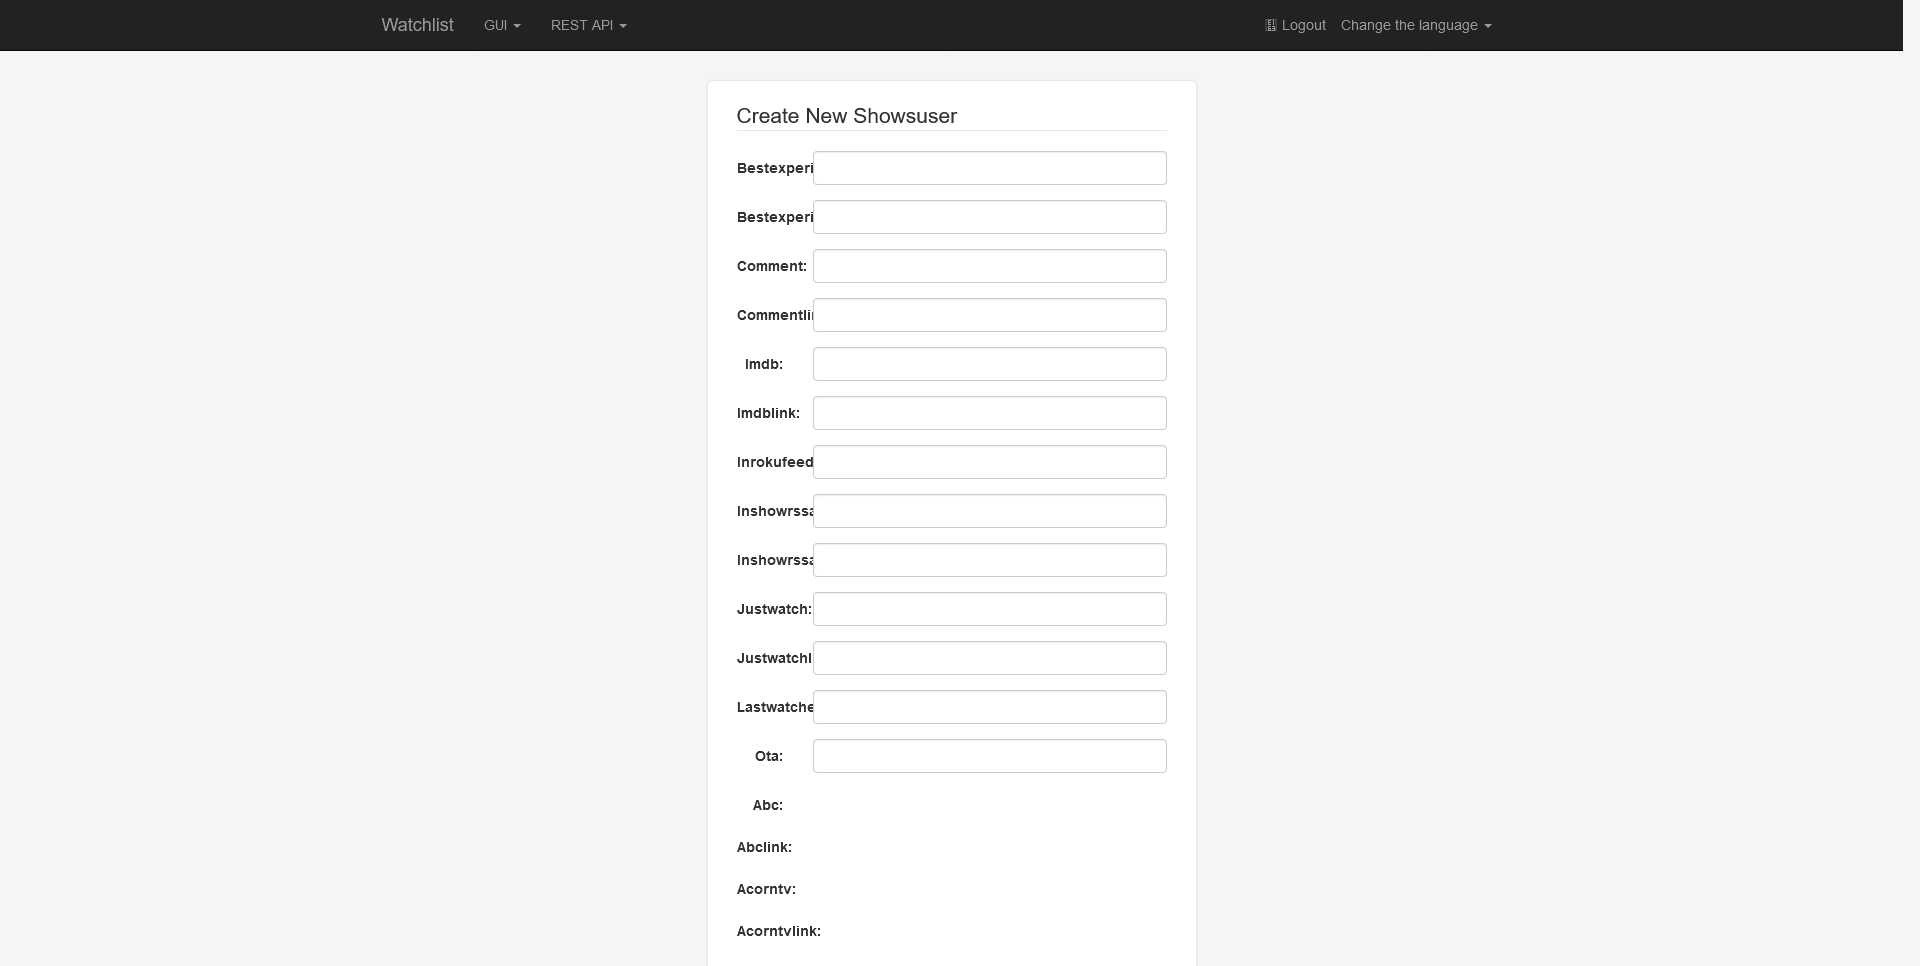 Watchlist GUI REST API Logout Change the language
Create New Showsuser
Bestexperi
Bestexperi
Comment:
Commentli
Imdb:
Imdblink:
Inrokufeed
Inshowrssa
Inshowrssa
Justwatch:
Justwatchl
Lastwatche
Ota:
Abc:
Abclink:
Acorntv:
Acorntvlink: